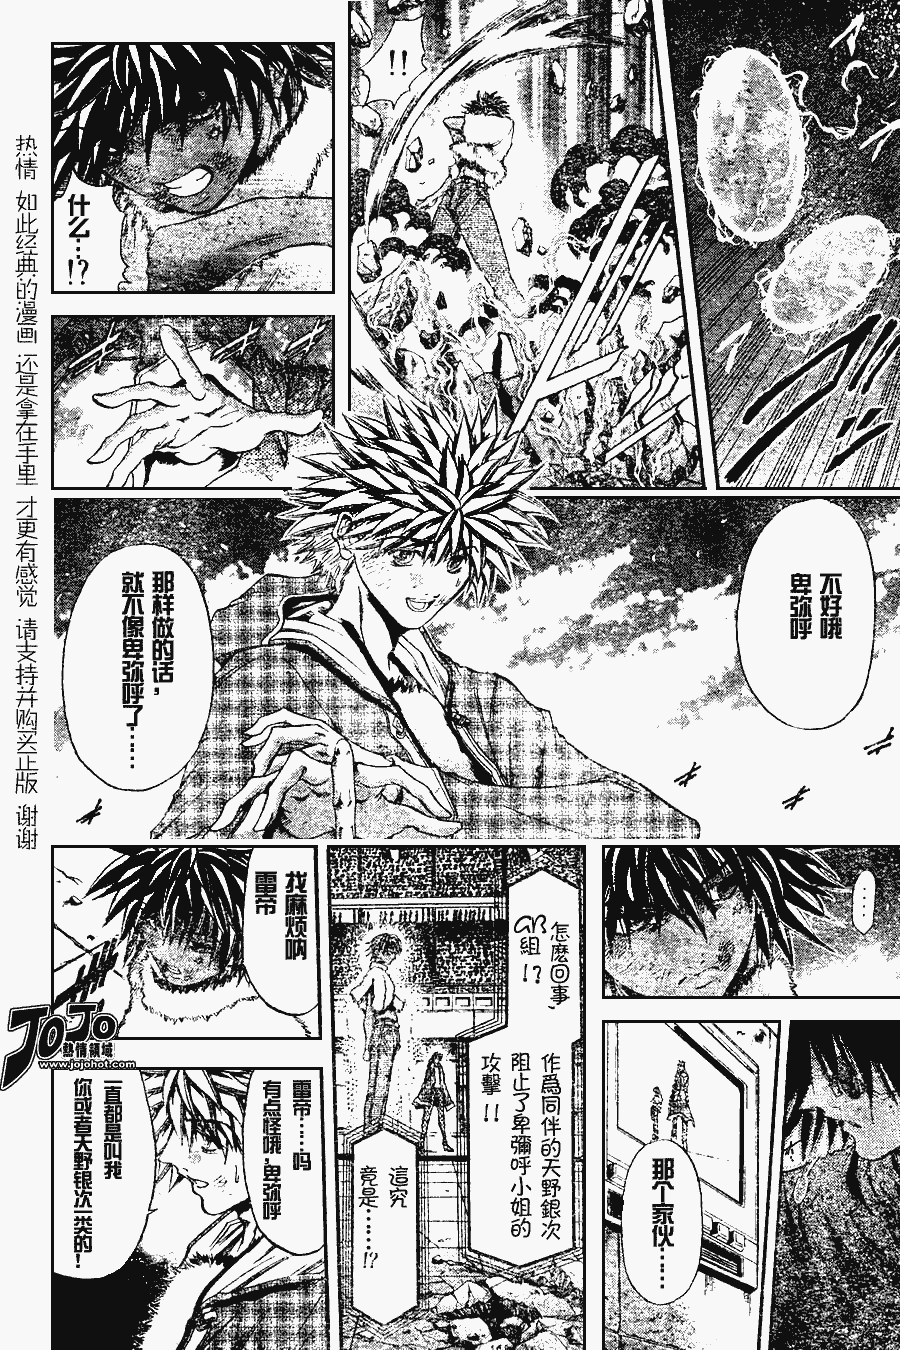 !!
什么…!?
不好哦
卑弥呼
那样做的话,
就不像卑弥呼了……
…
那个家伙……
怎麼回事,
GB組!?
作爲同伴的天野銀次
阻止了卑彌呼小姐的
攻擊!!
這究
竟是……!?
找麻烦呐
雷帝
雷帝……吗
有点怪哦,卑弥呼
一直都是叫我
你或者天野银次一类的!
热情 如此经典的漫画 还是拿在手里 才更有感觉 请支持并购买正版 谢谢
JOJO
热情领域
www.jojohot.com